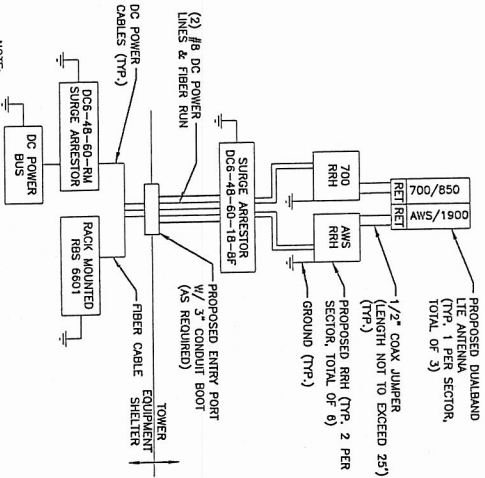 PROPOSED DUALBAND
LTE ANTENNA
(TYP. 1 PER SECTOR,
TOTAL OF 3)
RET
700/850
RET
AWS/1900
1/2" COAX JUMPER
(LENGTH NOT TO EXCEED 25')
(TYP.)
700
RRH
AWS
RRH
PROPOSED RRH (TYP. 2 PER
SECTOR, TOTAL OF 6)
GROUND (TYP.)
SURGE ARRESTOR
DC6-48-60-18-8F
(2) #8 DC POWER
LINES & FIBER RUN
PROPOSED ENTRY PORT
W/ 3" CONDUIT BOOT
(AS REQUIRED)
TOWER
EQUIPMENT
SHELTER
DC POWER
CABLES (TYP.)
FIBER CABLE
DC6-48-60-RM
SURGE ARRESTOR
RACK MOUNTED
RBS 6601
DC POWER
BUS